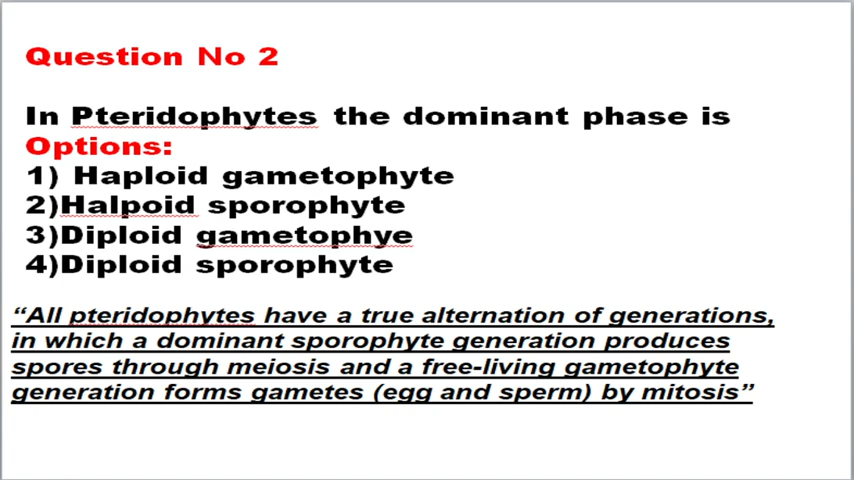 Question No 2
In Pteridophytes the dominant phase is
Options:
1) Haploid gametophyte
2)Halpoid sporophyte
3)Diploid gametophye
4)Diploid sporophyte
“All pteridophytes have a true alternation of generations,
in which a dominant sporophyte generation produces
spores through meiosis and a free-living gametophyte
generation forms gametes (egg and sperm) by mitosis”